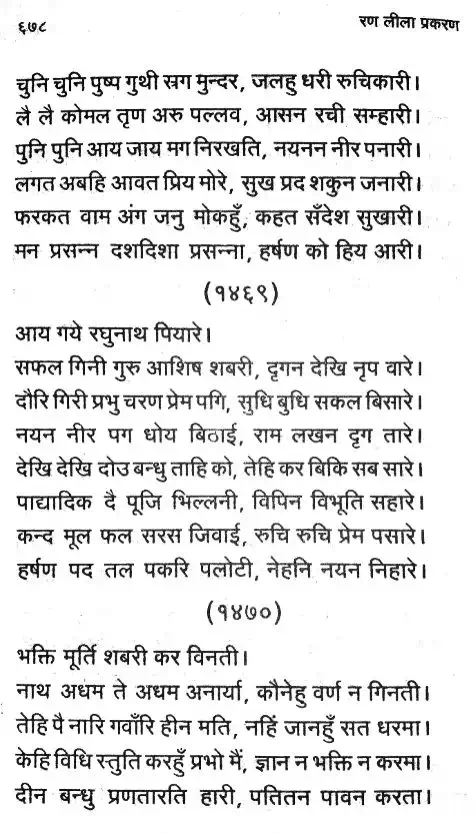 ६७८ रण लीला प्रकरण
चुनि चुनि पुष्प गुथी स्रग मुन्दर, जलहु धरी रुचिकारी।
लै लै कोमल तृण अरु पल्लव, आसन रची सम्हारी।
पुनि पुनि आय जाय मग निरखति, नयनन नीर पनारी।
लगत अबहि आवत प्रिय मोरे, सुख प्रद शकुन जनारी।
फरकत वाम अंग जनु मोकहुँ, कहत सँदेश सुखारी।
मन प्रसन्न दशदिशा प्रसन्ना, हर्षण को हिय आरी।
(१४६९)
आय गये रघुनाथ पियारे।
सफल गिनी गुरु आशिष शबरी, दृगन देखि नृप वारे।
दौरि गिरी प्रभु चरण प्रेम पगि, सुधि बुधि सकल बिसारे।
नयन नीर पग धोय बिठाई, राम लखन दृग तारे।
देखि देखि दोउ बन्धु ताहि को, तेहि कर बिकि सब सारे।
पाद्यादिक दै पूजि भिल्लनी, विपिन विभूति सहारे।
कन्द मूल फल सरस जिवाई, रुचि रुचि प्रेम पसारे।
हर्षण पद तल पकरि पलोटी, नेहनि नयन निहारे।
(१४७०)
भक्ति मूर्ति शबरी कर विनती।
नाथ अधम ते अधम अनार्या, कौनेहु वर्ण न गिनती।
तेहि पै नारि गवाँरि हीन मति, नहिं जानहुँ सत धरमा।
केहि विधि स्तुति करहुँ प्रभो मैं, ज्ञान न भक्ति न करमा।
दीन बन्धु प्रणतारति हारी, पतितन पावन करता।